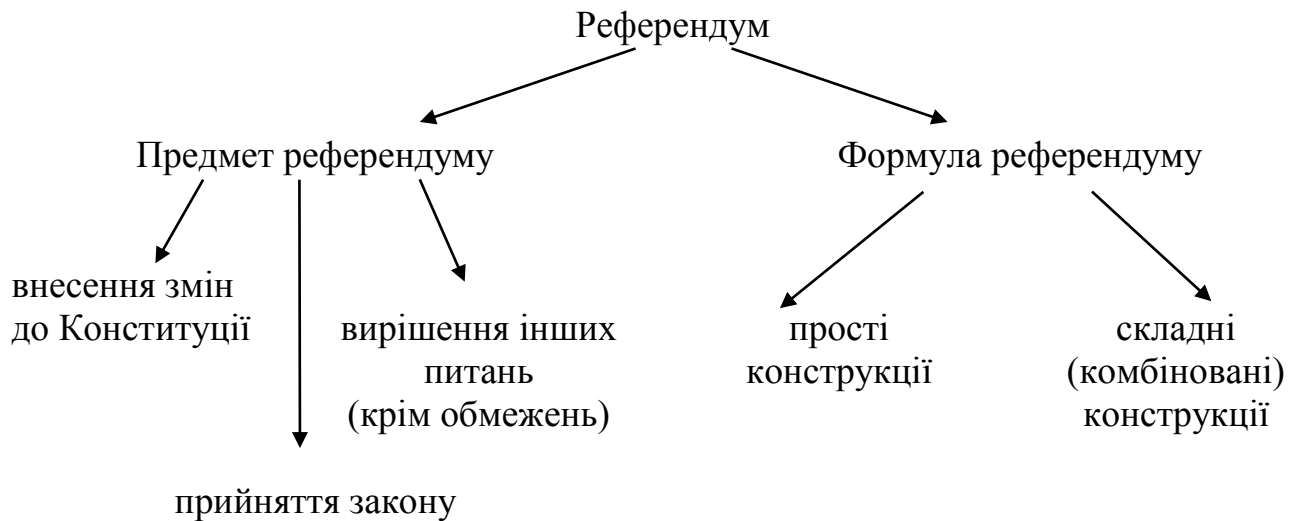 Референдум
Предмет референдуму
Формула референдуму
внесення змін
до Конституції
вирішення інших
питань
(крім обмежень)
прийняття закону
прості
конструкції
складні
(комбіновані)
конструкції